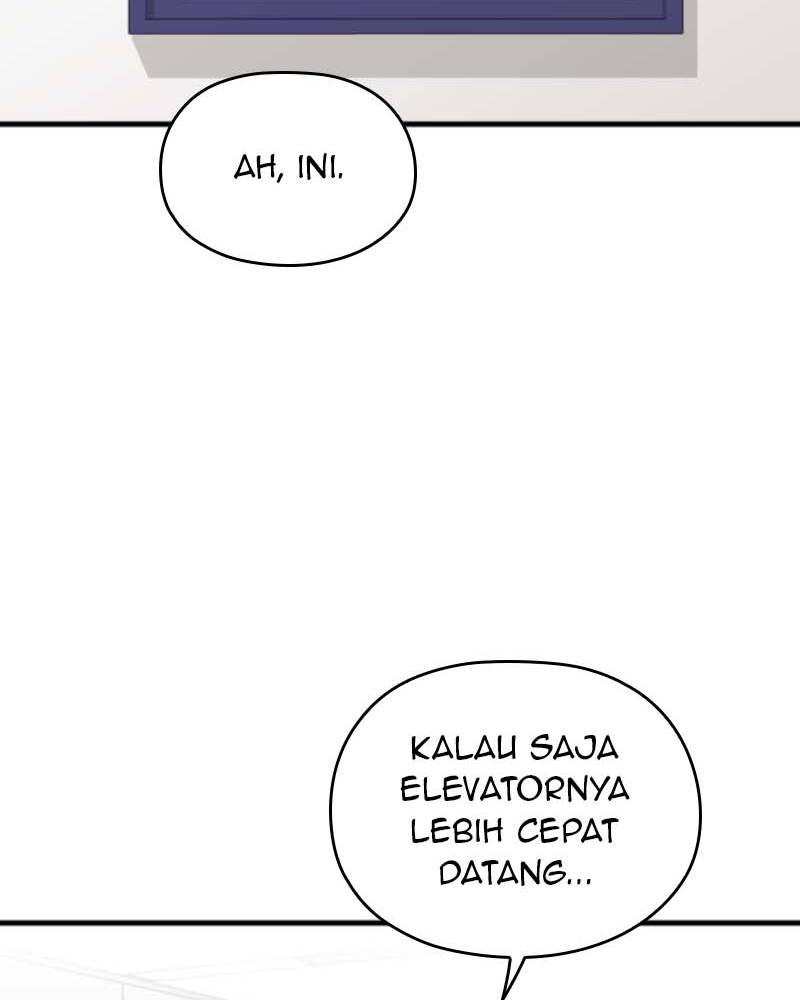 AH, INI.
KALAU SAJA
ELEVATORNYA
LEBIH CEPAT
DATANG...